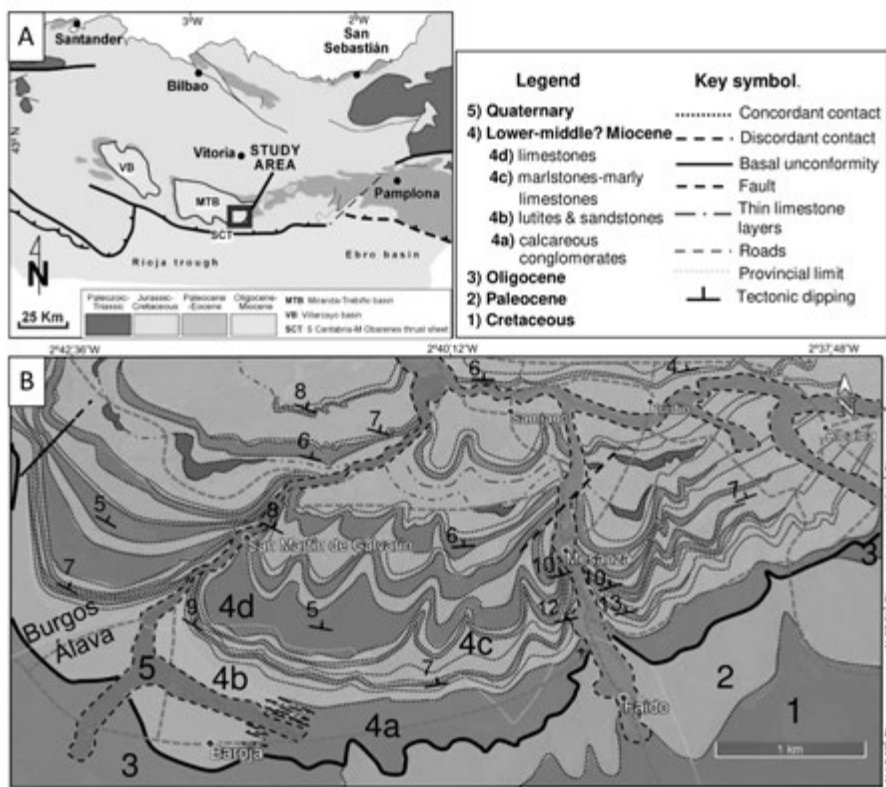 A
3°W
2°W
Santander
San
Sebastián
Bilbao
43° N
Vitoria
STUDY
AREA
VB
MTB
Pamplona
SCT
Rioja trough
Ebro basin
N
25 Km
Paleozoic-
Triassic
Jurassic-
Cretaceous
Paleocene
-Eocene
Oligocene-
Miocene
MTB Miranda-Trebiño basin
VB Villarcayo basin
SCT S Cantabria-M Obarenes thrust sheet
Legend
5) Quaternary
4) Lower-middle? Miocene
4d) limestones
4c) marlstones-marly
limestones
4b) lutites & sandstones
4a) calcareous
conglomerates
3) Oligocene
2) Paleocene
1) Cretaceous
Key symbol.
Concordant contact
Discordant contact
Basal unconformity
Fault
Thin limestone
layers
Roads
Provincial limit
Tectonic dipping
2°42'36"W
2°40'12"W
2°37'48"W
B
6
4
8
7
N
6
5
8
7
6
San Martín de Galvarín
7
10
10
3
9
4d
5
12
13
Burgos
Álava
4c
5
4b
7
2
4a
Faido
1
Baroja
3
1 km